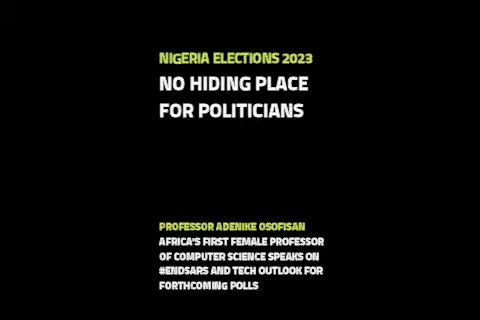 NIGERIA ELECTIONS 2023
NO HIDING PLACE
FOR POLITICIANS
PROFESSOR ADENIKE OSOFISAN
AFRICA'S FIRST FEMALE PROFESSOR
OF COMPUTER SCIENCE SPEAKS ON
#ENDSARS AND TECH OUTLOOK FOR
FORTHCOMING POLLS